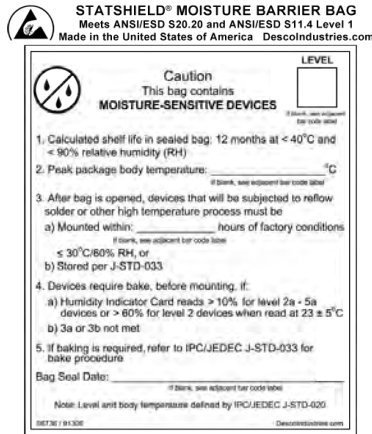 STATSHIELD® MOISTURE BARRIER BAG
Meets ANSI/ESD S20.20 and ANSI/ESD S11.4 Level 1
Made in the United States of America DescoIndustries.com
LEVEL
Caution
This bag contains
MOISTURE-SENSITIVE DEVICES
If blank, see adjacent
bar code label
1. Calculated shelf life in sealed bag: 12 months at < 40°C and
< 90% relative humidity (RH)
2. Peak package body temperature: °C
If blank, see adjacent bar code label
3. After bag is opened, devices that will be subjected to reflow
solder or other high temperature process must be
a) Mounted within: hours of factory conditions
If blank, see adjacent bar code label
≤ 30°C/60% RH, or
b) Stored per J-STD-033
4. Devices require bake, before mounting, if:
a) Humidity Indicator Card reads > 10% for level 2a - 5a
devices or > 60% for level 2 devices when read at 23 ± 5°C
b) 3a or 3b not met
5. If baking is required, refer to IPC/JEDEC J-STD-033 for
bake procedure
Bag Seal Date:
If blank, see adjacent bar code label
Note: Level and body temperature defined by IPC/JEDEC J-STD-020
DescoIndustries.com